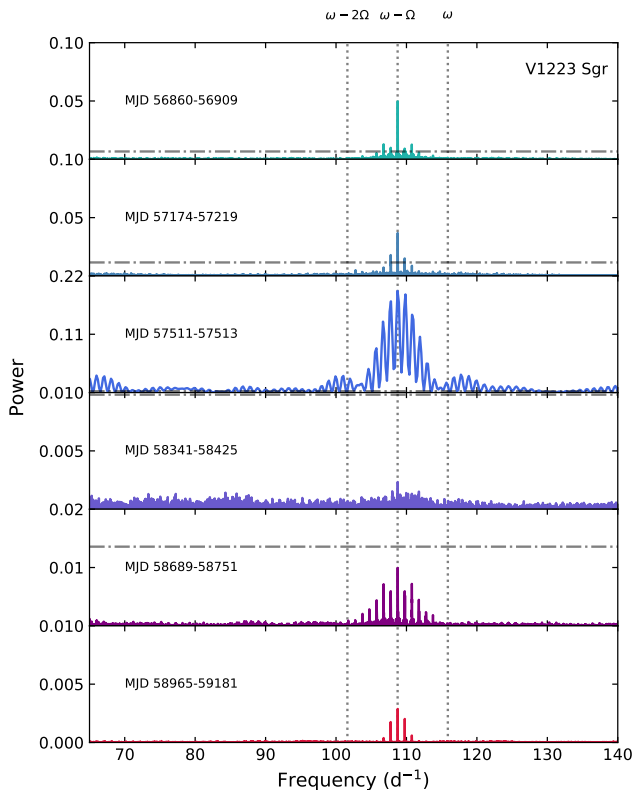 ω − 2Ω ω − Ω ω
0.10
V1223 Sgr
MJD 56860-56909
0.05
0.10
MJD 57174-57219
0.05
0.22
MJD 57511-57513
0.11
0.010
MJD 58341-58425
0.005
0.02
MJD 58689-58751
0.01
0.010
MJD 58965-59181
0.005
0.000
70 80 90 100 110 120 130 140
Power
Frequency (d⁻¹)